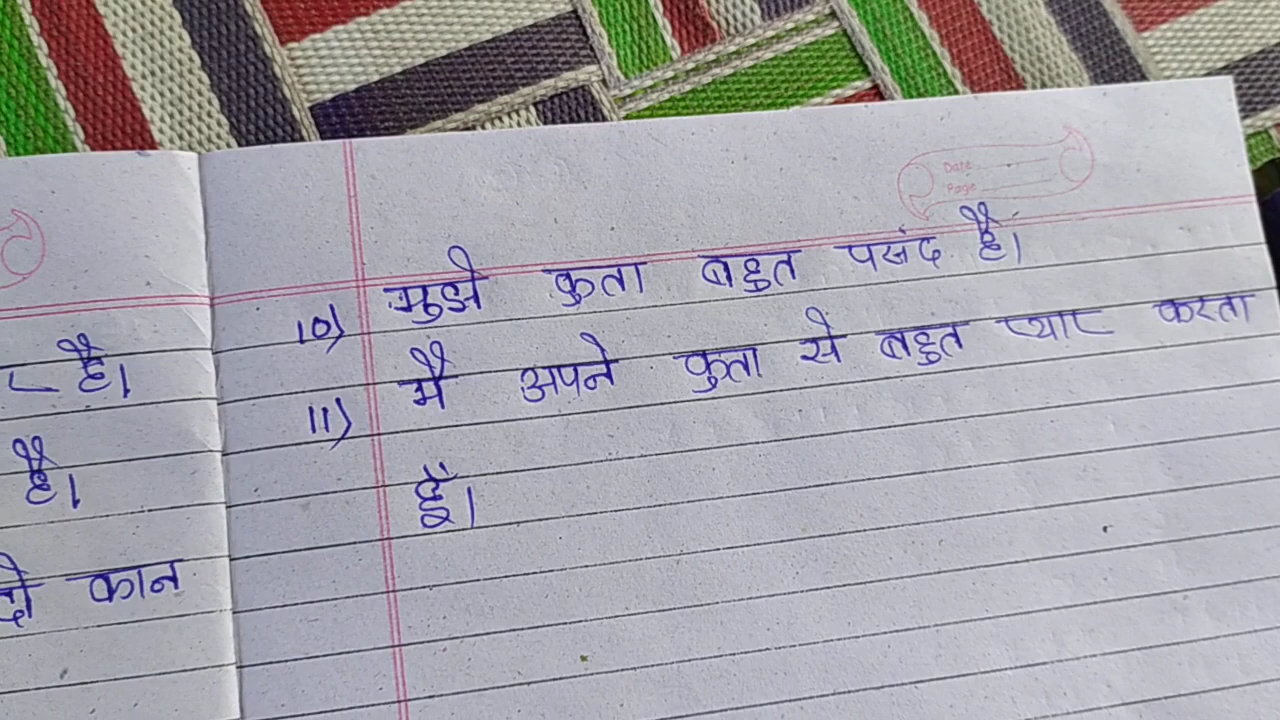 Date
Page
है।
है।
दो कान
10) मुझे कुता बहुत पसंद है।
11) मै अपने कुता से बहुत प्यार करता
हूँ।